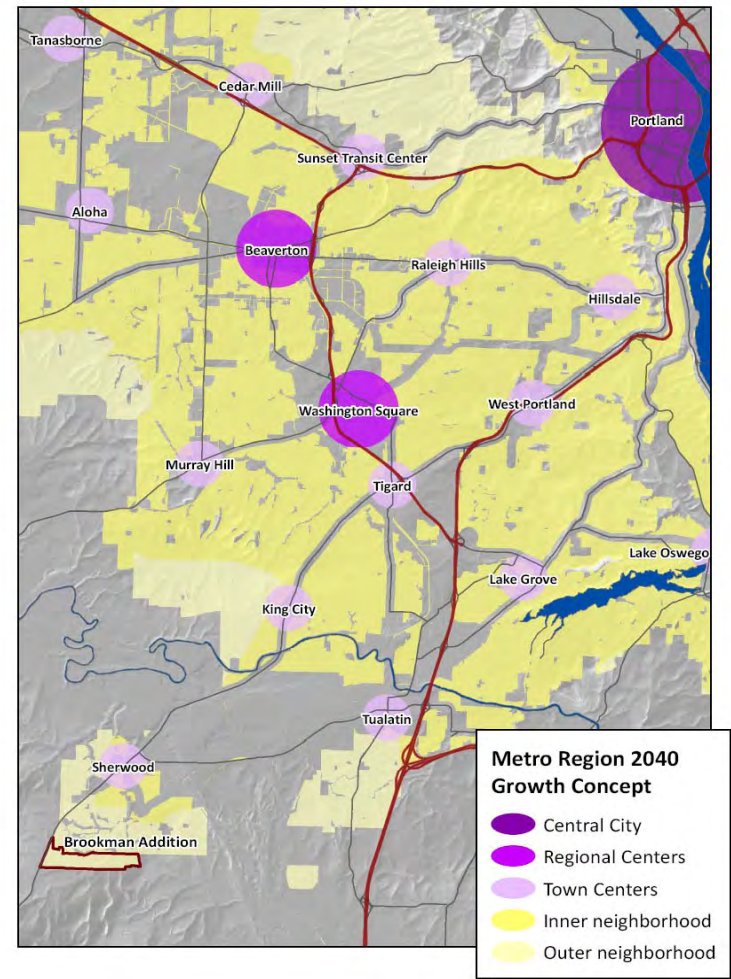 Tanasborne
Cedar Mill
Portland
Sunset Transit Center
Aloha
Beaverton
Raleigh Hills
Hillsdale
Washington Square
West Portland
Murray Hill
Tigard
Lake Oswego
Lake Grove
King City
Tualatin
Sherwood
Brookman Addition
Metro Region 2040
Growth Concept
Central City
Regional Centers
Town Centers
Inner neighborhood
Outer neighborhood